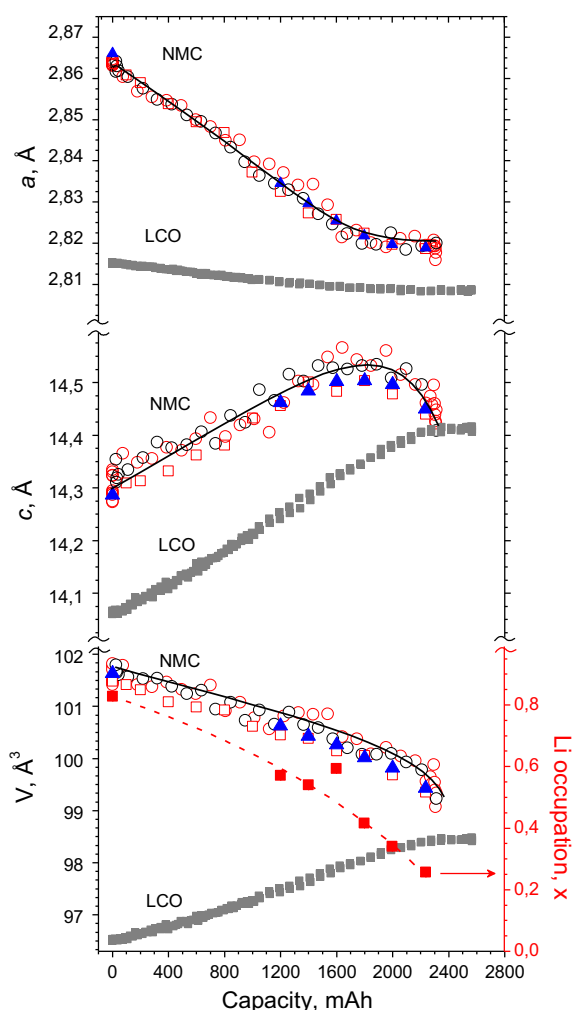 2,87
2,86
2,85
2,84
2,83
2,82
2,81
a, Å
NMC
LCO
14,5
14,4
14,3
14,2
14,1
c, Å
NMC
LCO
102
101
100
99
98
97
V, Å³
NMC
LCO
0,8
0,6
0,4
0,2
0,0
Li occupation, x
0 400 800 1200 1600 2000 2400 2800
Capacity, mAh